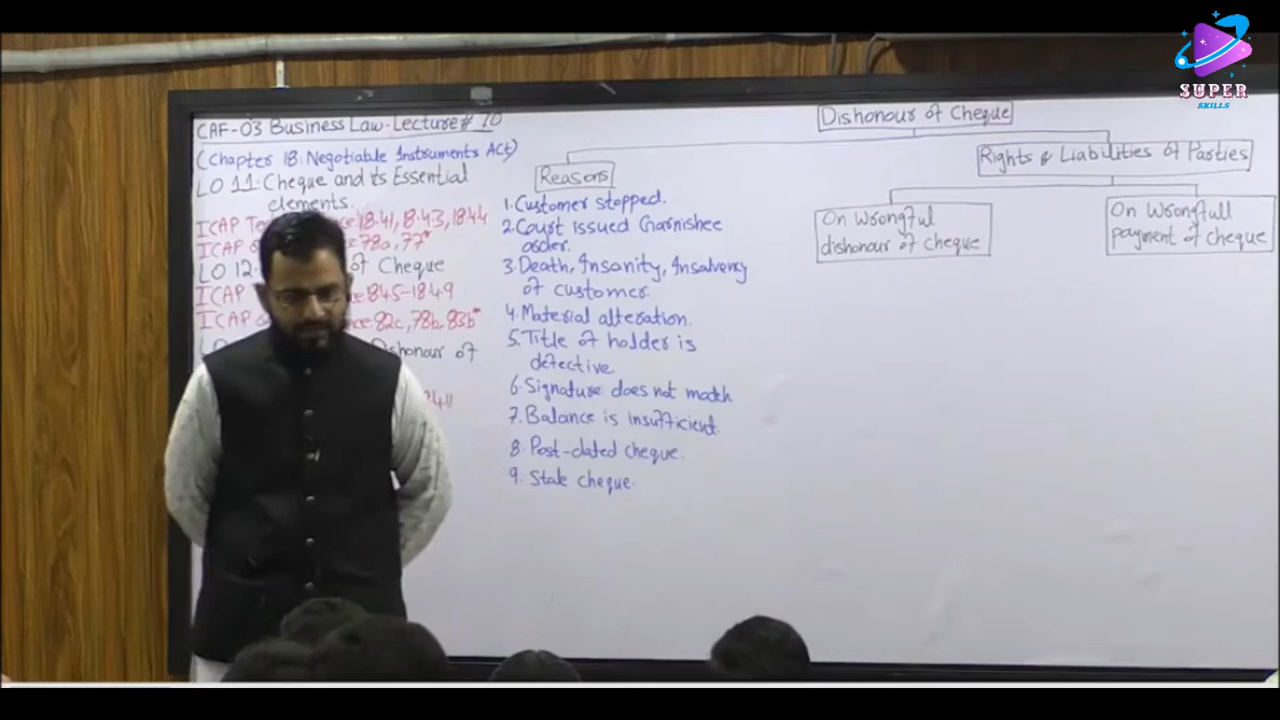 SUPER
SKILLS
CAF-03 Business Law-Lecture# 10
(Chapter 18. Negotiable Instruments Act)
LO 11. Cheque and its Essential
elements.
ICAP 18.41, 18.43, 18.44
ICAP 78a, 77*
LO 12. of Cheque
ICAP 18.45-18.49
ICAP 82c, 78b, 83b*
Dishonour of
Dishonour of Cheque
Reasons
1. Customer stopped.
2. Court issued Garnishee
order.
3. Death, Insanity, Insolvency
of customer.
4. Material alteration.
5. Title of holder is
defective.
6. Signature does not match
7. Balance is insufficient.
8. Post-dated cheque.
9. Stale cheque.
Rights & Liabilities of Parties
On Wrongful
dishonour of cheque
On Wrongfull
payment of cheque